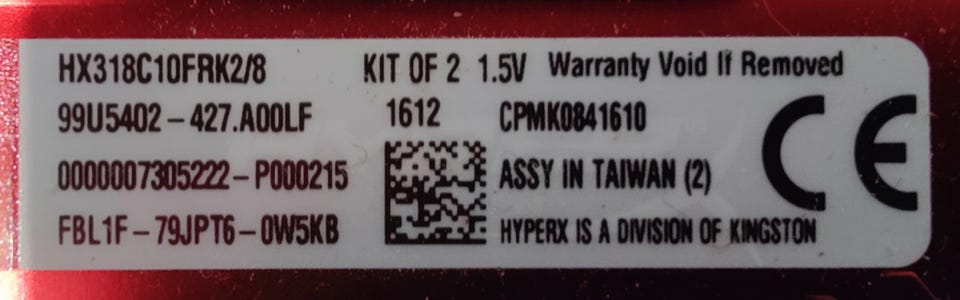 HX318C10FRK2/8 KIT OF 2 1.5V Warranty Void If Removed
99U5402-427.A00LF 1612 CPMK0841610
0000007305222-P000215 ASSY IN TAIWAN (2)
FBL1F-79JPT6-0W5KB HYPERX IS A DIVISION OF KINGSTON
CE